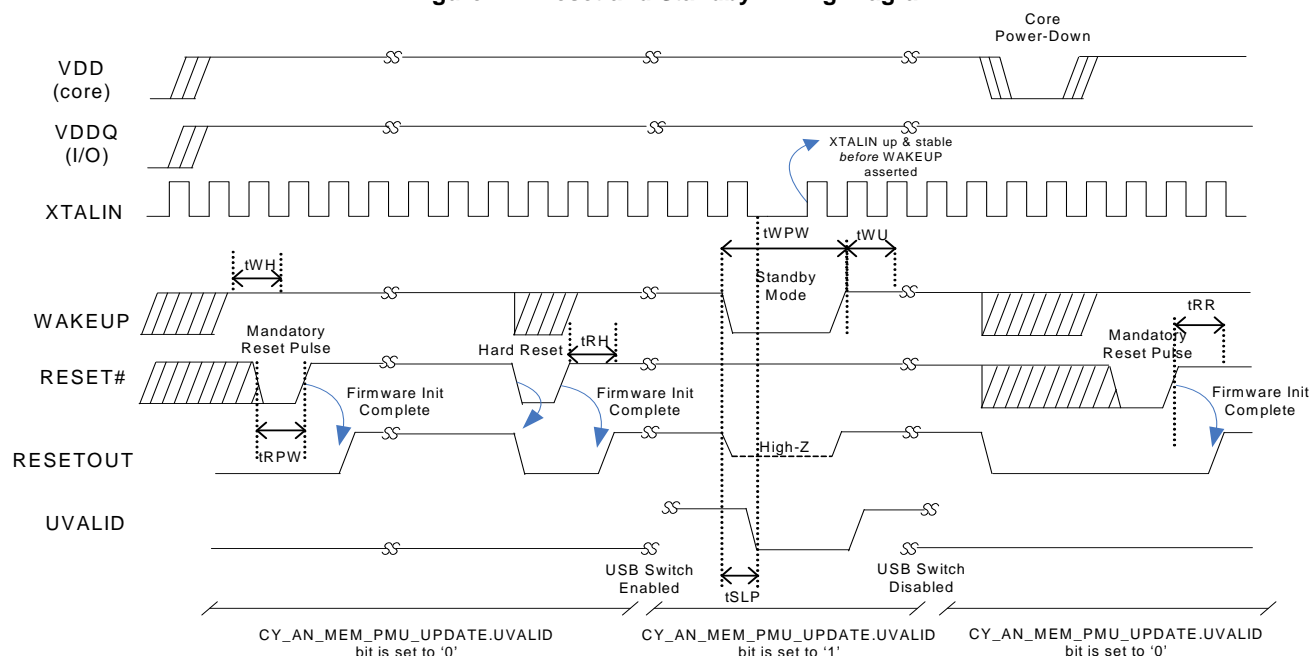 Core
Power-Down
VDD
(core)
VDDQ
(I/O)
XTALIN up & stable
before WAKEUP
asserted
XTALIN
tWPW
tWU
tWH
Standby
Mode
WAKEUP
tRR
Mandatory
Reset Pulse
Hard Reset
tRH
Mandatory
Reset Pulse
RESET#
Firmware Init
Complete
Firmware Init
Complete
Firmware Init
Complete
tRPW
RESETOUT
High-Z
UVALID
USB Switch
Enabled
USB Switch
Disabled
tSLP
CY_AN_MEM_PMU_UPDATE.UVALID
bit is set to ‘0’
CY_AN_MEM_PMU_UPDATE.UVALID
bit is set to ‘1’
CY_AN_MEM_PMU_UPDATE.UVALID
bit is set to ‘0’